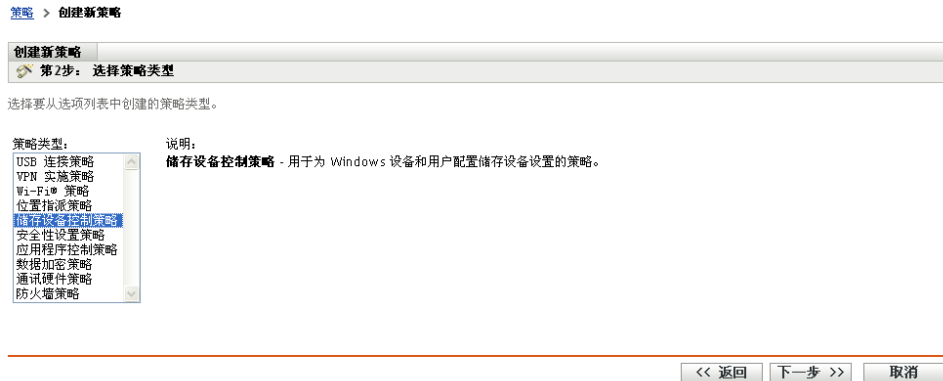 策略 > 创建新策略
创建新策略
第2步： 选择策略类型
选择要从选项列表中创建的策略类型。
策略类型：
USB 连接策略
VPN 实施策略
Wi-Fi® 策略
位置指派策略
储存设备控制策略
安全性设置策略
应用程序控制策略
数据加密策略
通讯硬件策略
防火墙策略
说明：
储存设备控制策略 - 用于为 Windows 设备和用户配置储存设备设置的策略。
<< 返回
下一步 >>
取消